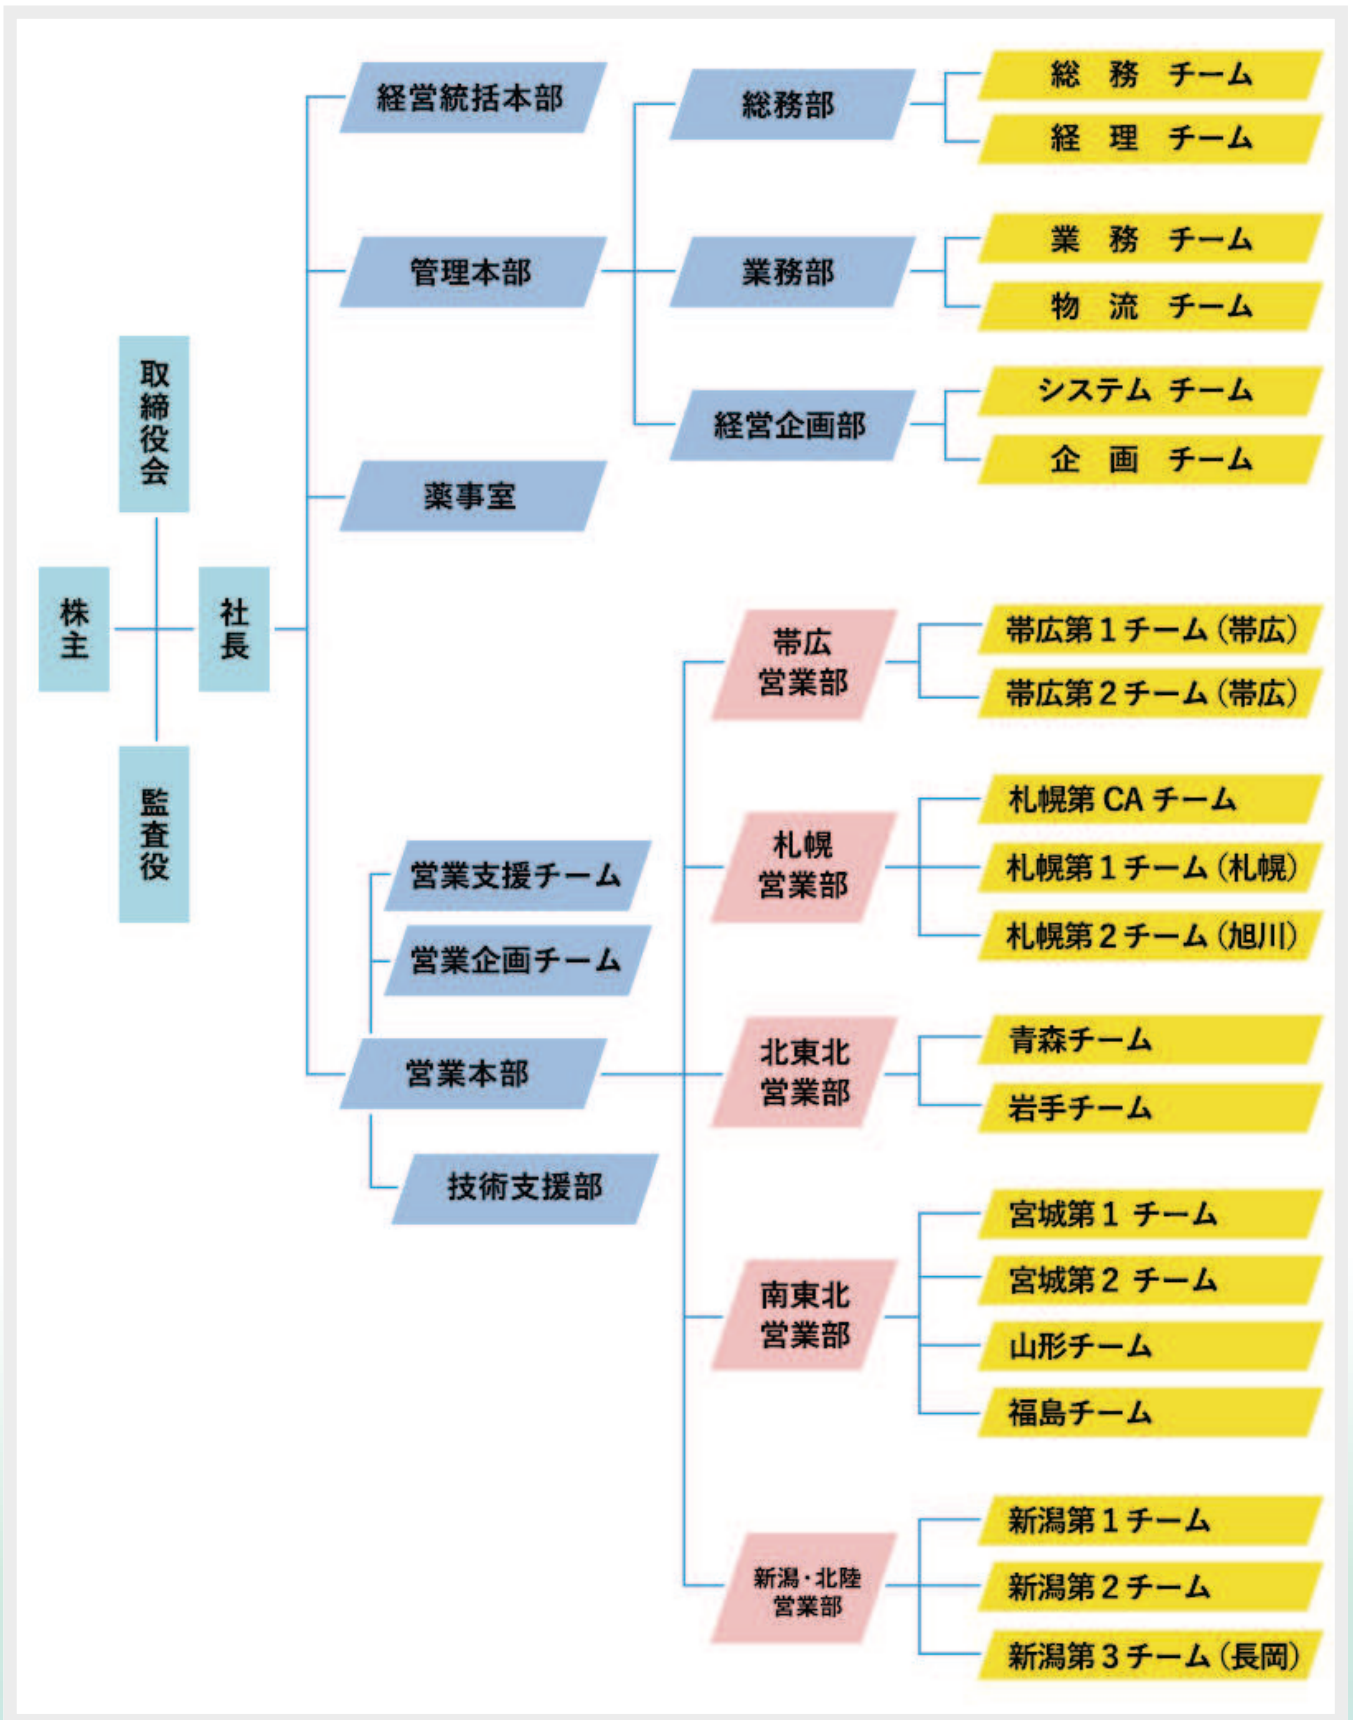 取締役会
株主
社長
監査役
経営統括本部
管理本部
薬事室
営業支援チーム
営業企画チーム
営業本部
技術支援部
総務部
業務部
経営企画部
総　務　チーム
経　理　チーム
業　務　チーム
物　流　チーム
システム チーム
企　画　チーム
帯広
営業部
帯広第1チーム(帯広)
帯広第2チーム(帯広)
札幌
営業部
札幌第CAチーム
札幌第1チーム(札幌)
札幌第2チーム(旭川)
北東北
営業部
青森チーム
岩手チーム
南東北
営業部
宮城第1 チーム
宮城第2 チーム
山形チーム
福島チーム
新潟・北陸
営業部
新潟第1チーム
新潟第2チーム
新潟第3チーム(長岡)